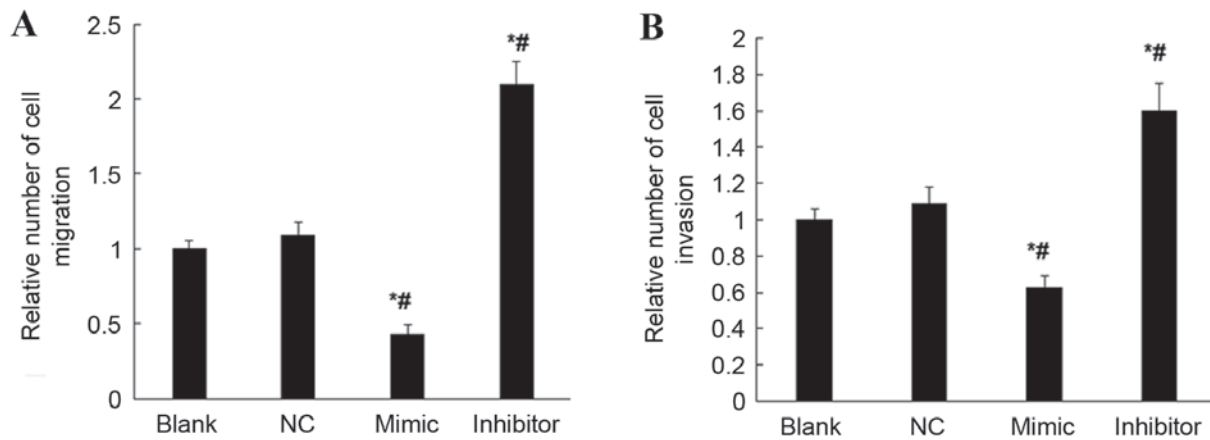 A
Relative number of cell
migration
2.5
2
1.5
1
0.5
0
*#
*#
Blank NC Mimic Inhibitor
B
Relative number of cell
invasion
2
1.8
1.6
1.4
1.2
1
0.8
0.6
0.4
0.2
0
*#
*#
Blank NC Mimic Inhibitor